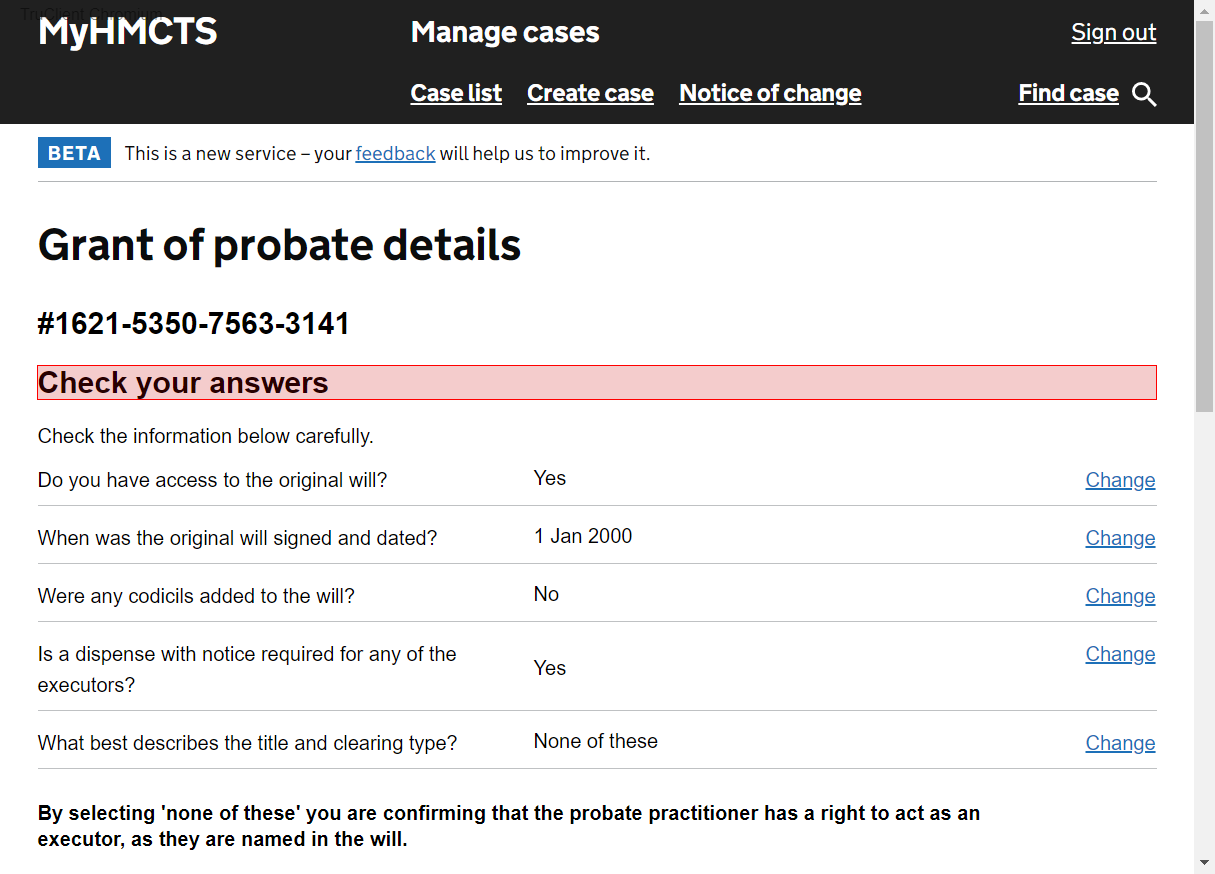 TruClient Chromium
MyHMCTS
Manage cases
Sign out
Case list
Create case
Notice of change
Find case
BETA
This is a new service – your feedback will help us to improve it.
Grant of probate details
#1621-5350-7563-3141
Check your answers
Check the information below carefully.
Do you have access to the original will?
Yes
Change
When was the original will signed and dated?
1 Jan 2000
Change
Were any codicils added to the will?
No
Change
Is a dispense with notice required for any of the
executors?
Yes
Change
What best describes the title and clearing type?
None of these
Change
By selecting 'none of these' you are confirming that the probate practitioner has a right to act as an
executor, as they are named in the will.